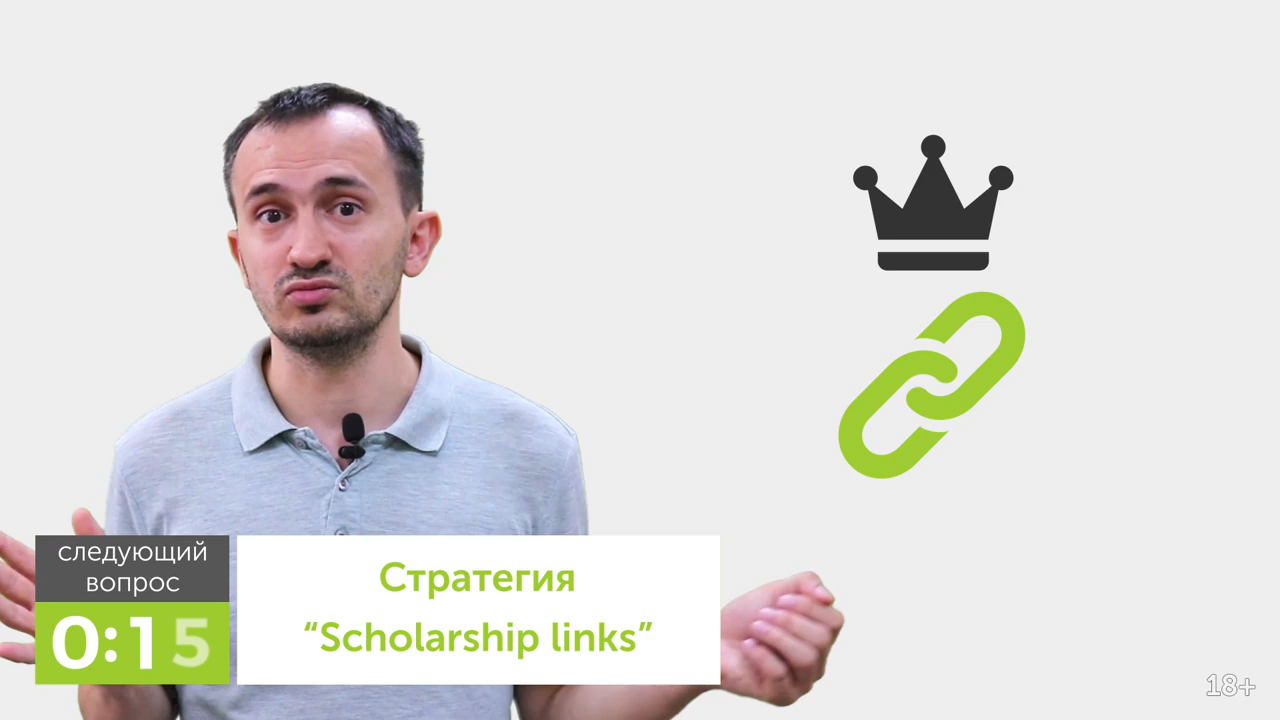 следующий
вопрос
0:15
Стратегия
“Scholarship links”
18+